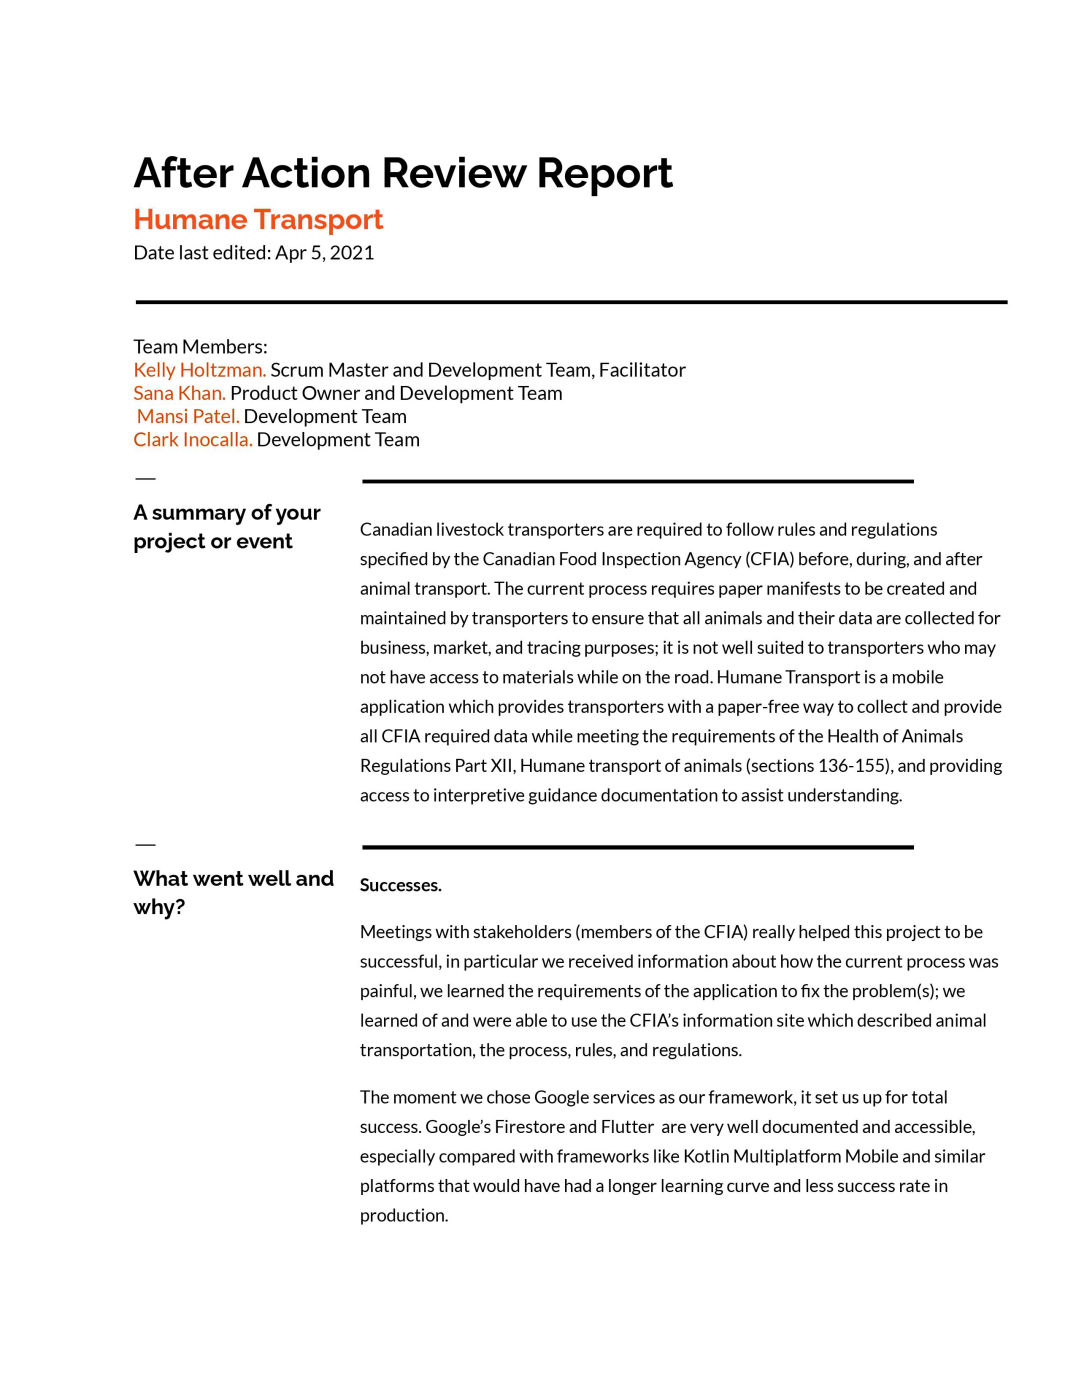 After Action Review Report
Humane Transport
Date last edited: Apr 5, 2021
Team Members:
Kelly Holtzman. Scrum Master and Development Team, Facilitator
Sana Khan. Product Owner and Development Team
Mansi Patel. Development Team
Clark Inocalla. Development Team
—
A summary of your
project or event
Canadian livestock transporters are required to follow rules and regulations
specified by the Canadian Food Inspection Agency (CFIA) before, during, and after
animal transport. The current process requires paper manifests to be created and
maintained by transporters to ensure that all animals and their data are collected for
business, market, and tracing purposes; it is not well suited to transporters who may
not have access to materials while on the road. Humane Transport is a mobile
application which provides transporters with a paper-free way to collect and provide
all CFIA required data while meeting the requirements of the Health of Animals
Regulations Part XII, Humane transport of animals (sections 136-155), and providing
access to interpretive guidance documentation to assist understanding.
—
What went well and
why?
Successes.
Meetings with stakeholders (members of the CFIA) really helped this project to be
successful, in particular we received information about how the current process was
painful, we learned the requirements of the application to fix the problem(s); we
learned of and were able to use the CFIA’s information site which described animal
transportation, the process, rules, and regulations.
The moment we chose Google services as our framework, it set us up for total
success. Google’s Firestore and Flutter  are very well documented and accessible,
especially compared with frameworks like Kotlin Multiplatform Mobile and similar
platforms that would have had a longer learning curve and less success rate in
production.